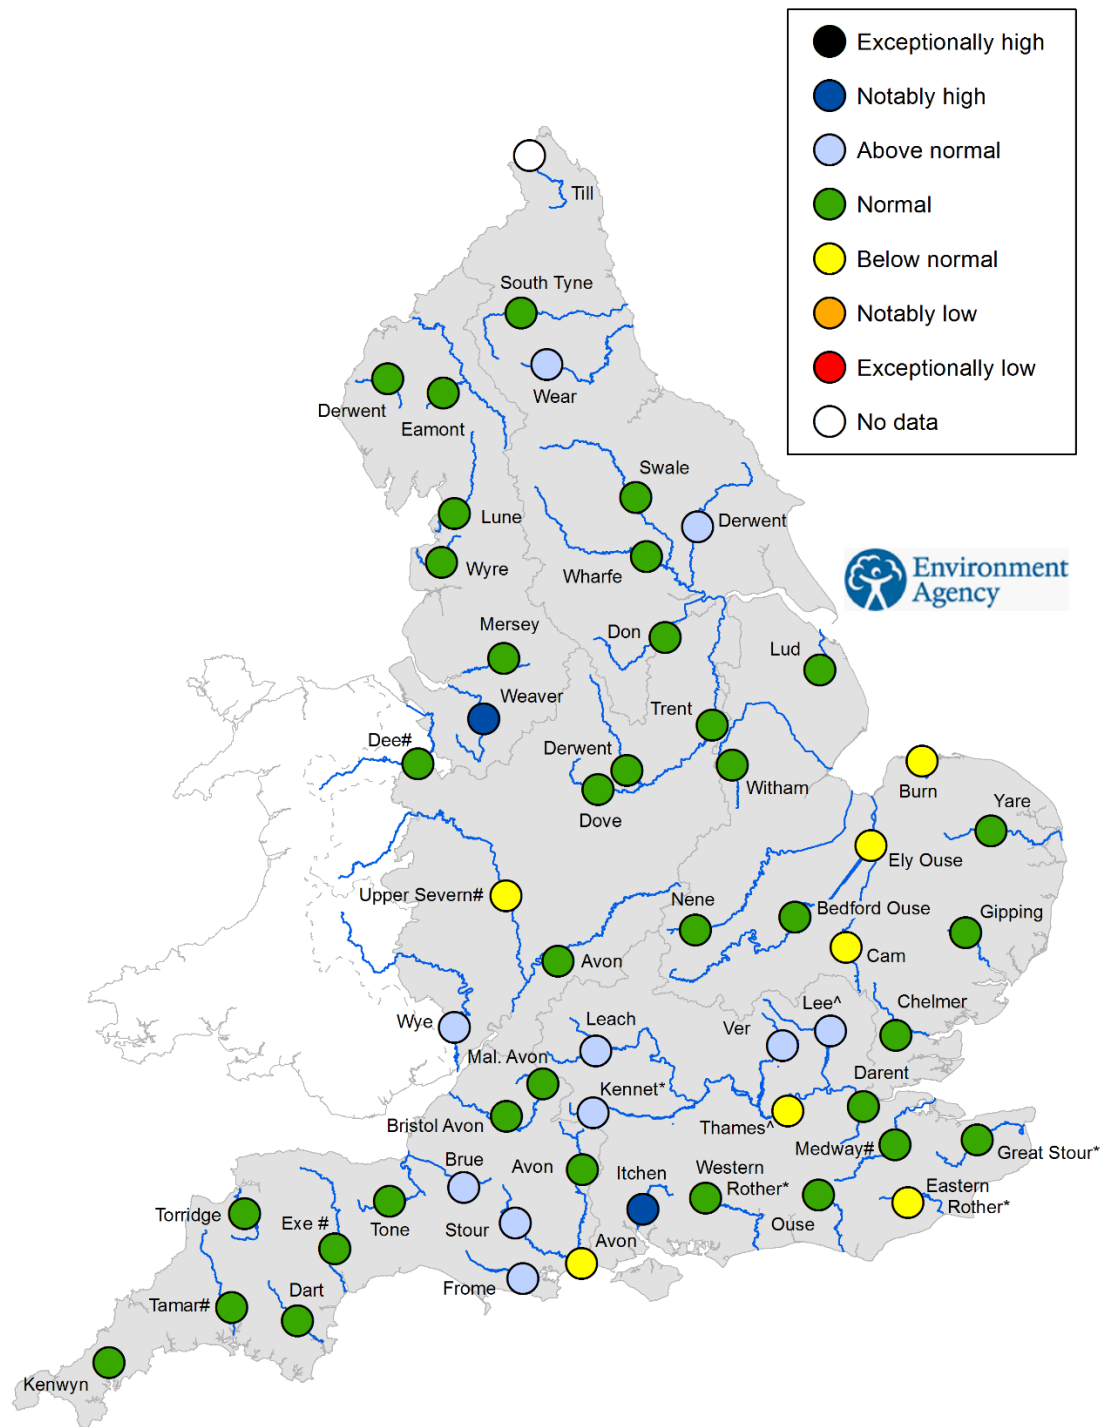 Exceptionally high
Notably high
Above normal
Normal
Below normal
Notably low
Exceptionally low
No data
Till
South Tyne
Wear
Derwent
Eamont
Swale
Lune
Derwent
Wyre
Wharfe
Environment
Agency
Mersey
Don
Lud
Weaver
Trent
Dee#
Derwent
Witham
Burn
Dove
Yare
Ely Ouse
Upper Severn#
Nene
Bedford Ouse
Gipping
Avon
Cam
Wye
Leach
Ver
Lee^
Chelmer
Mal. Avon
Kennet*
Darent
Bristol Avon
Thames^
Medway#
Great Stour*
Brue
Avon
Itchen
Western
Rother*
Eastern
Rother*
Torridge
Exe #
Tone
Stour
Ouse
Avon
Frome
Tamar#
Dart
Kenwyn